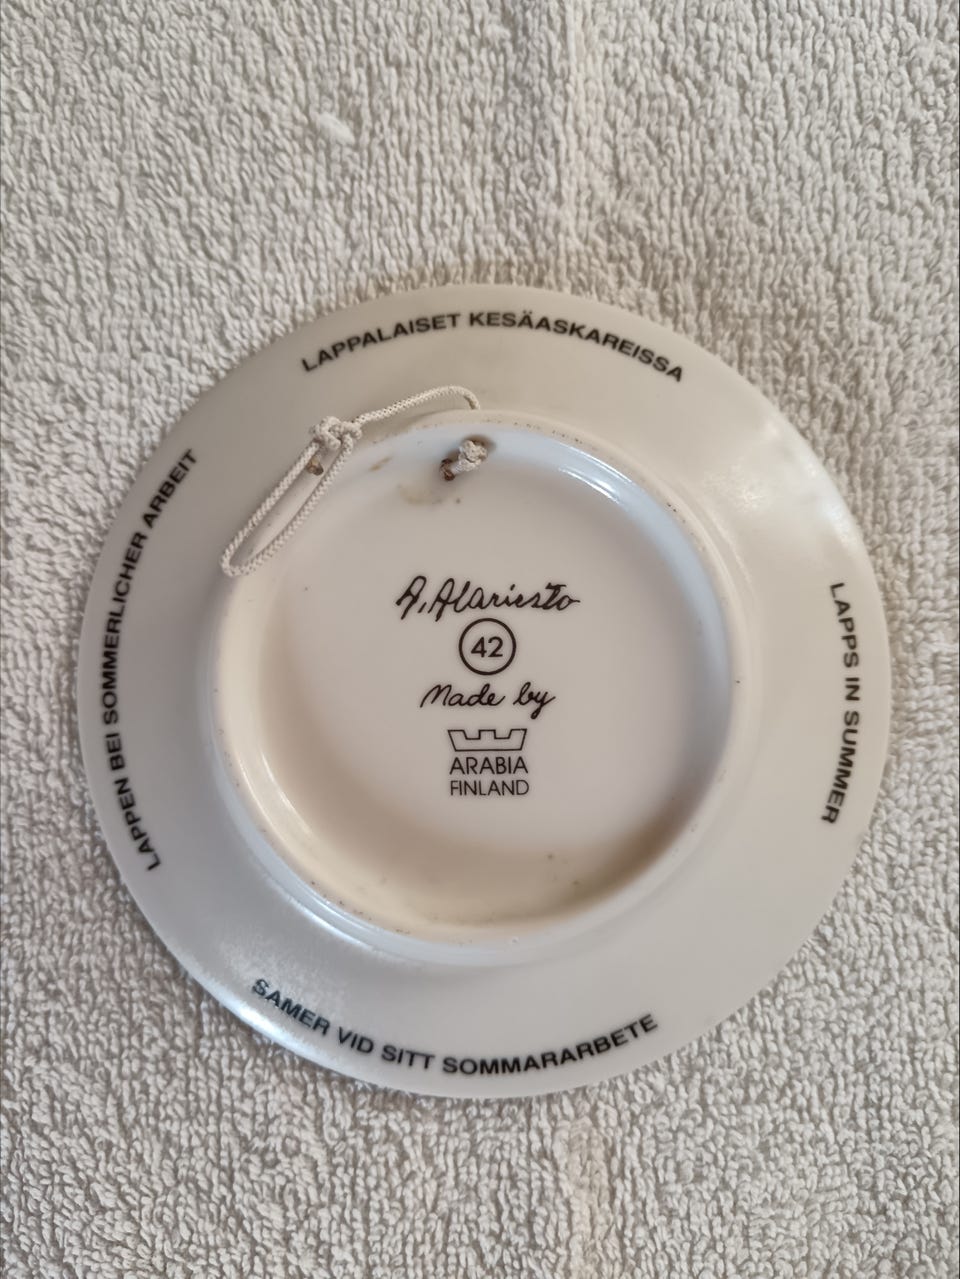 LAPPALAISET KESÄASKAREISSA
LAPPS IN SUMMER
SAMER VID SITT SOMMARARBETE
LAPPEN BEI SOMMERLICHER ARBEIT
A. Alariesto
42
Made by
ARABIA
FINLAND